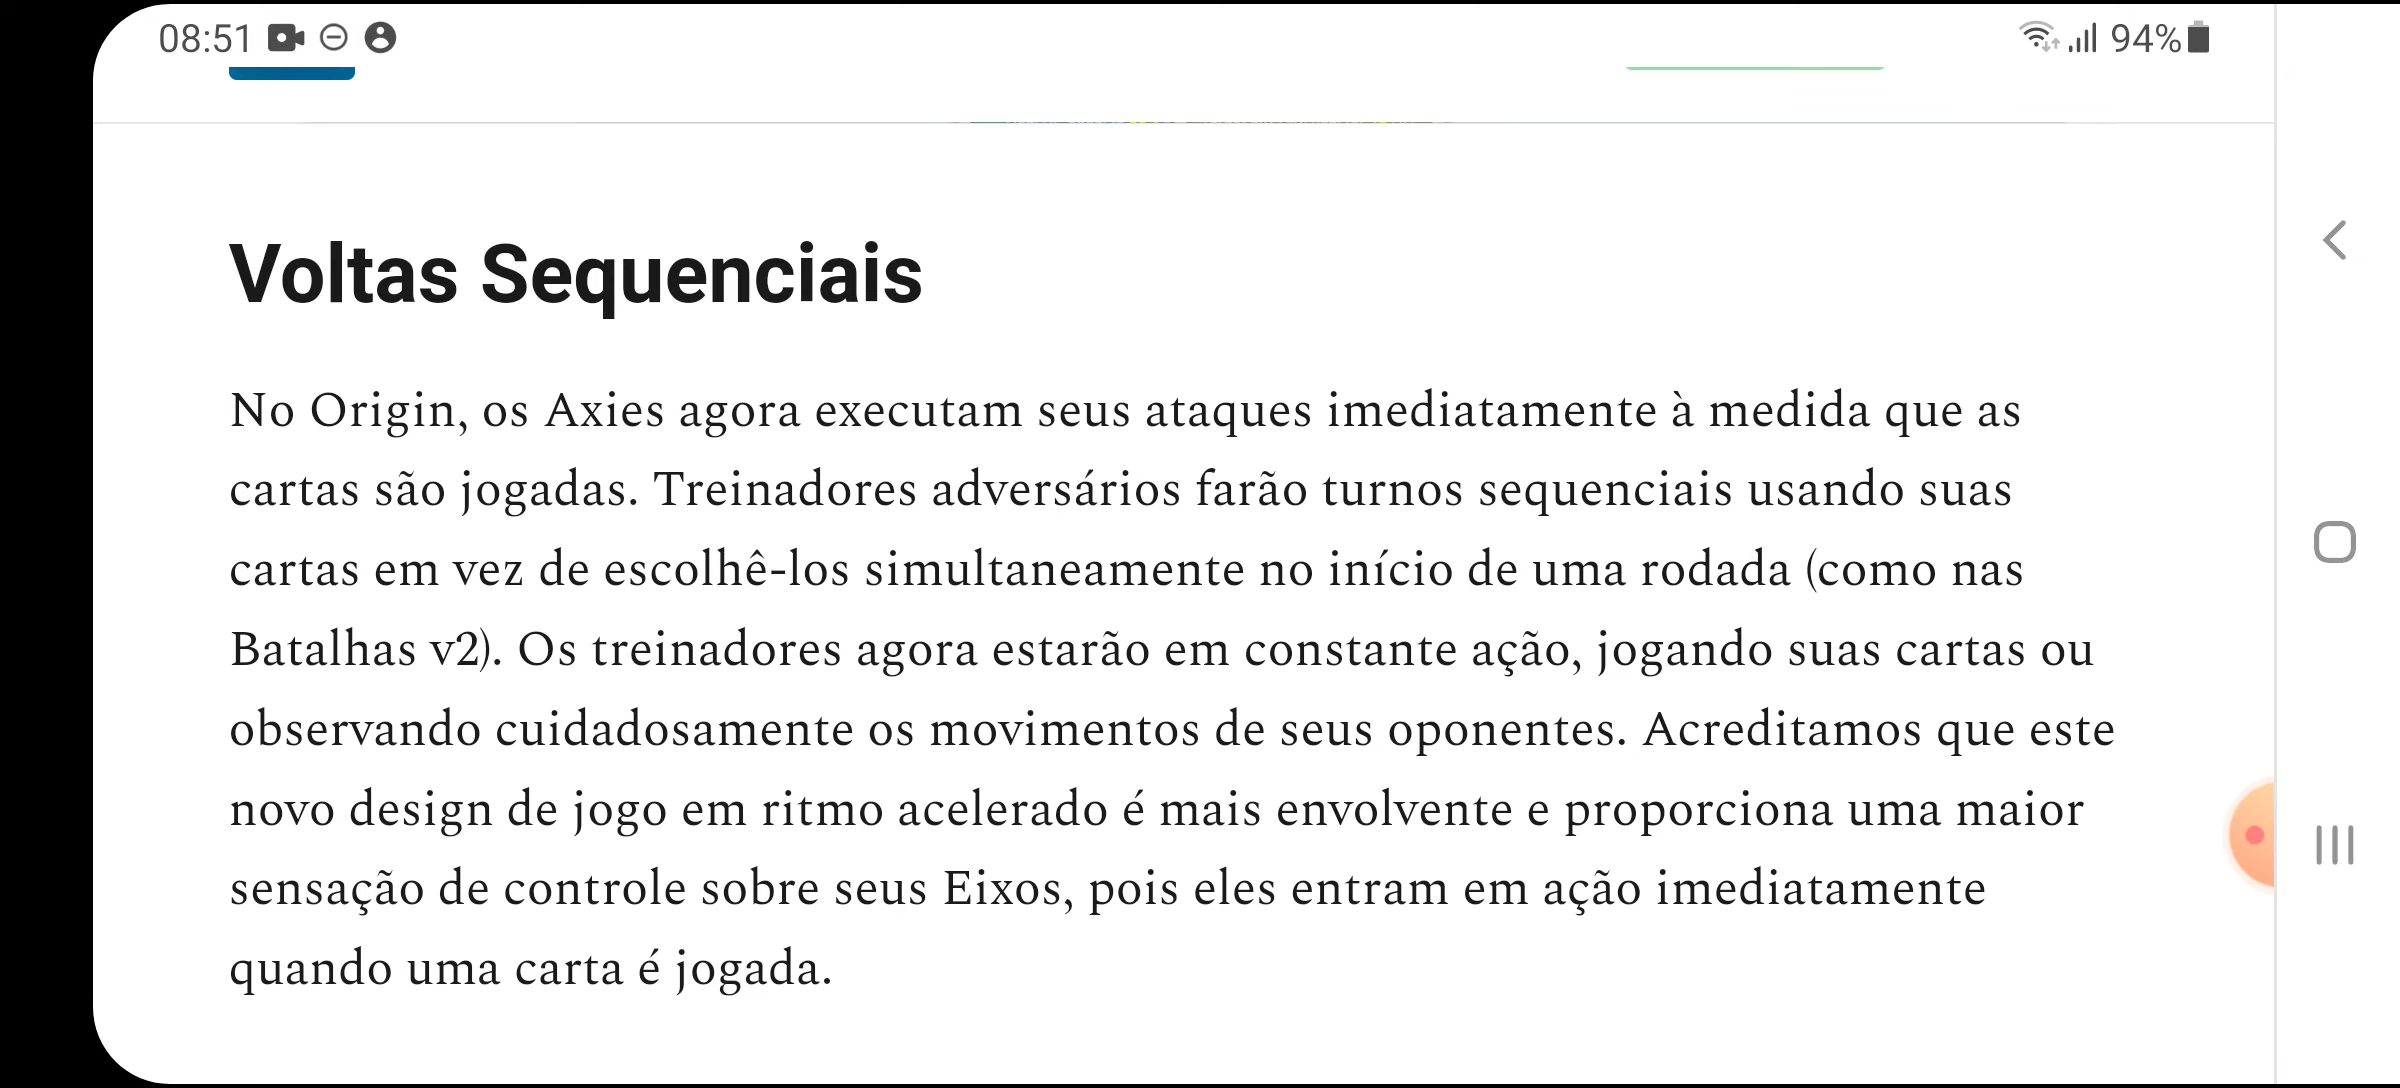 08:51
94%
Voltas Sequenciais
No Origin, os Axies agora executam seus ataques imediatamente à medida que as
cartas são jogadas. Treinadores adversários farão turnos sequenciais usando suas
cartas em vez de escolhê-los simultaneamente no início de uma rodada (como nas
Batalhas v2). Os treinadores agora estarão em constante ação, jogando suas cartas ou
observando cuidadosamente os movimentos de seus oponentes. Acreditamos que este
novo design de jogo em ritmo acelerado é mais envolvente e proporciona uma maior
sensação de controle sobre seus Eixos, pois eles entram em ação imediatamente
quando uma carta é jogada.